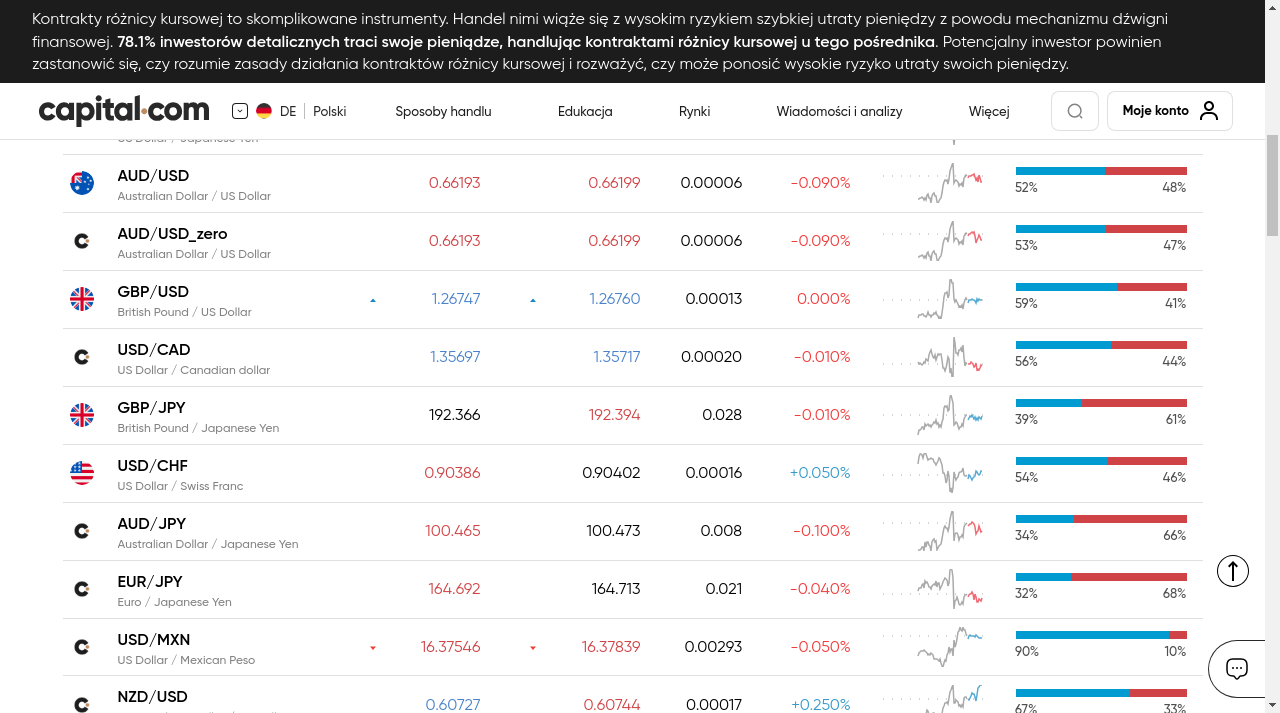 Kontrakty różnicy kursowej to skomplikowane instrumenty. Handel nimi wiąże się z wysokim ryzykiem szybkiej utraty pieniędzy z powodu mechanizmu dźwigni
finansowej. 78.1% inwestorów detalicznych traci swoje pieniądze, handlując kontraktami różnicy kursowej u tego pośrednika. Potencjalny inwestor powinien
zastanowić się, czy rozumie zasady działania kontraktów różnicy kursowej i rozważyć, czy może ponosić wysokie ryzyko utraty swoich pieniędzy.
capital.com DE Polski Sposoby handlu Edukacja Rynki Wiadomości i analizy Więcej Moje konto
US Dollar / Japanese Yen
AUD/USD 0.66193 0.66199 0.00006 -0.090%
Australian Dollar / US Dollar 52% 48%
AUD/USD_zero 0.66193 0.66199 0.00006 -0.090%
Australian Dollar / US Dollar 53% 47%
GBP/USD 1.26747 1.26760 0.00013 0.000%
British Pound / US Dollar 59% 41%
USD/CAD 1.35697 1.35717 0.00020 -0.010%
US Dollar / Canadian dollar 56% 44%
GBP/JPY 192.366 192.394 0.028 -0.010%
British Pound / Japanese Yen 39% 61%
USD/CHF 0.90386 0.90402 0.00016 +0.050%
US Dollar / Swiss Franc 54% 46%
AUD/JPY 100.465 100.473 0.008 -0.100%
Australian Dollar / Japanese Yen 34% 66%
EUR/JPY 164.692 164.713 0.021 -0.040%
Euro / Japanese Yen 32% 68%
USD/MXN 16.37546 16.37839 0.00293 -0.050%
US Dollar / Mexican Peso 90% 10%
NZD/USD 0.60727 0.60744 0.00017 +0.250%
67% 33%